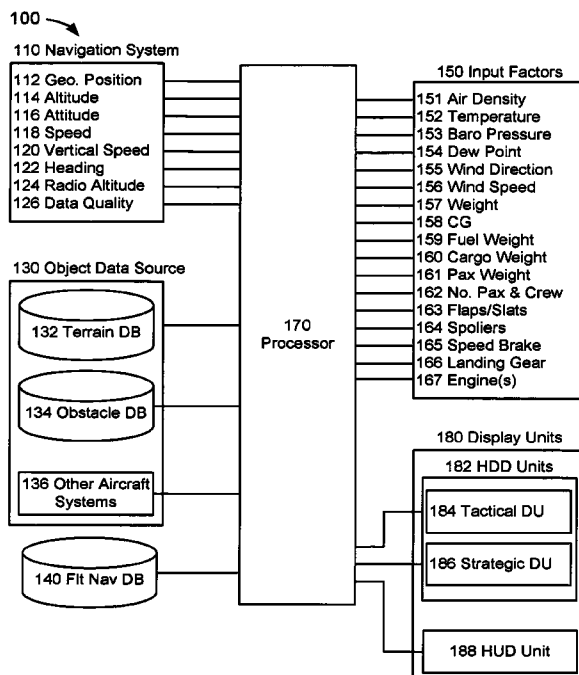 100
110 Navigation System
112 Geo. Position
114 Altitude
116 Attitude
118 Speed
120 Vertical Speed
122 Heading
124 Radio Altitude
126 Data Quality
130 Object Data Source
132 Terrain DB
134 Obstacle DB
136 Other Aircraft
Systems
140 Flt Nav DB
170
Processor
150 Input Factors
151 Air Density
152 Temperature
153 Baro Pressure
154 Dew Point
155 Wind Direction
156 Wind Speed
157 Weight
158 CG
159 Fuel Weight
160 Cargo Weight
161 Pax Weight
162 No. Pax & Crew
163 Flaps/Slats
164 Spoliers
165 Speed Brake
166 Landing Gear
167 Engine(s)
180 Display Units
182 HDD Units
184 Tactical DU
186 Strategic DU
188 HUD Unit